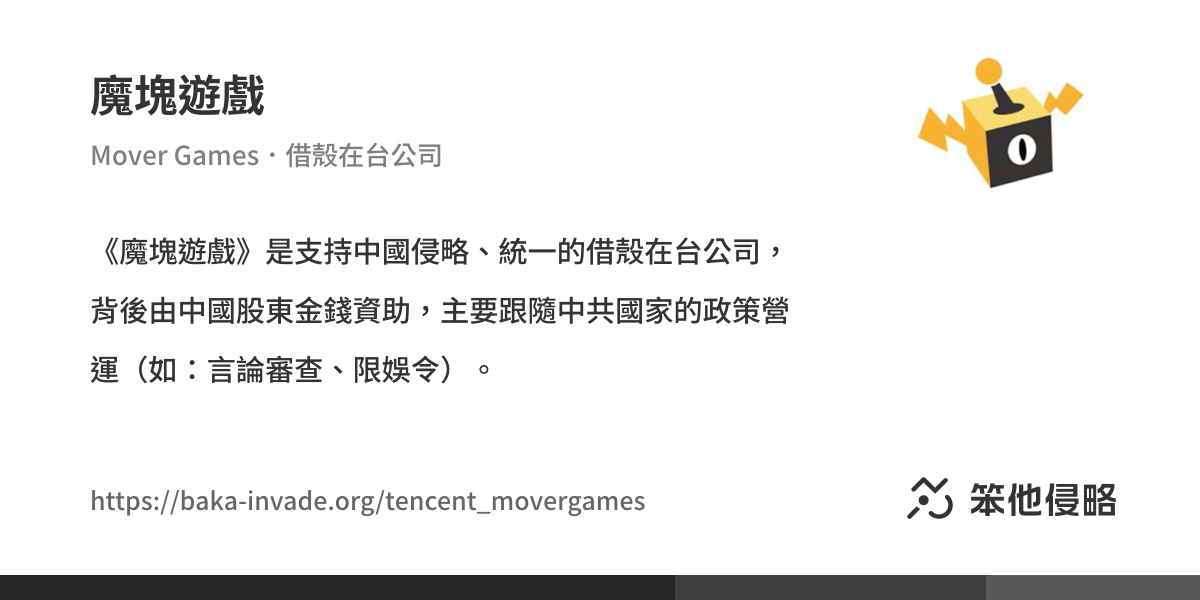 魔塊遊戲
Mover Games・借殼在台公司
《魔塊遊戲》是支持中國侵略、統一的借殼在台公司，
背後由中國股東金錢資助，主要跟隨中共國家的政策營
運（如：言論審查、限娛令）。
https://baka-invade.org/tencent_movergames
笨他侵略